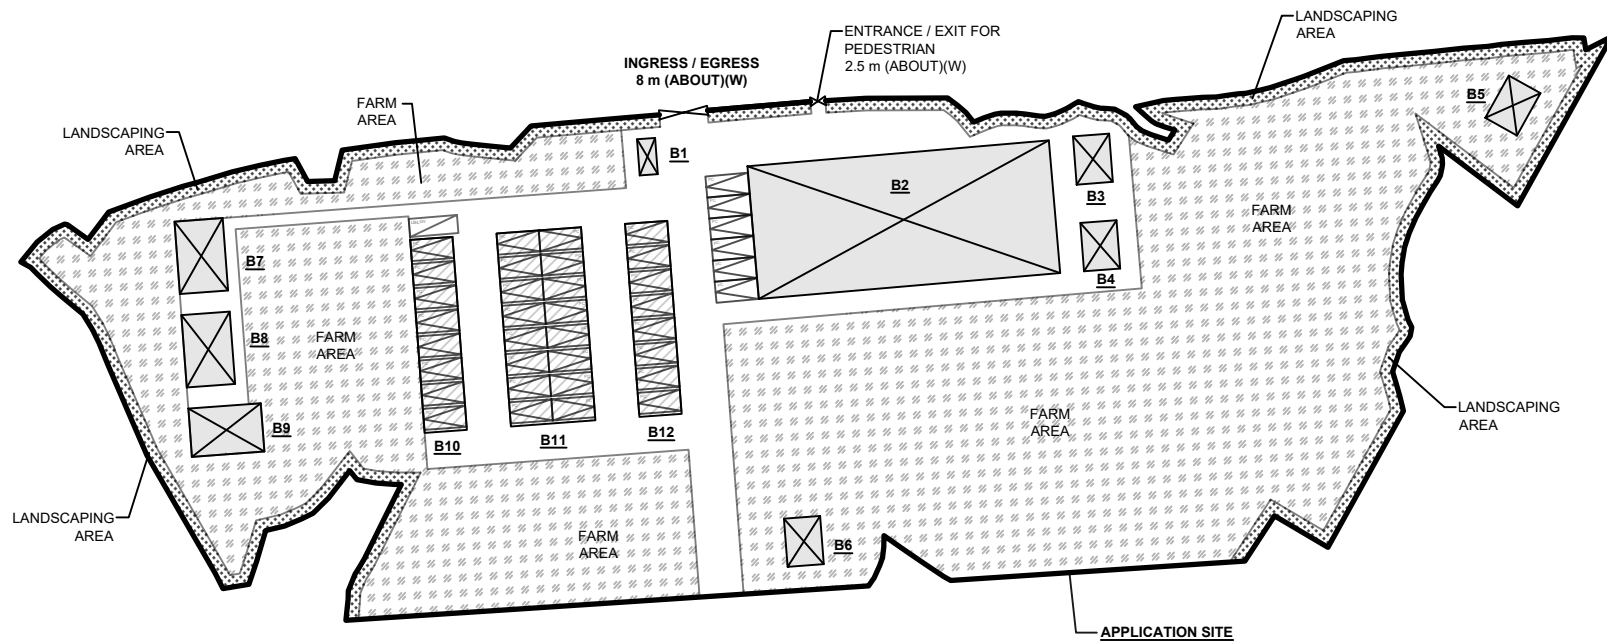 LANDSCAPING
AREA
ENTRANCE / EXIT FOR
PEDESTRIAN
2.5 m (ABOUT)(W)
INGRESS / EGRESS
8 m (ABOUT)(W)
FARM
AREA
LANDSCAPING
AREA
B5
B1
B2
B3
B4
FARM
AREA
B7
B8
FARM
AREA
B9
B10
B11
B12
FARM
AREA
LANDSCAPING
AREA
LANDSCAPING
AREA
FARM
AREA
B6
APPLICATION SITE